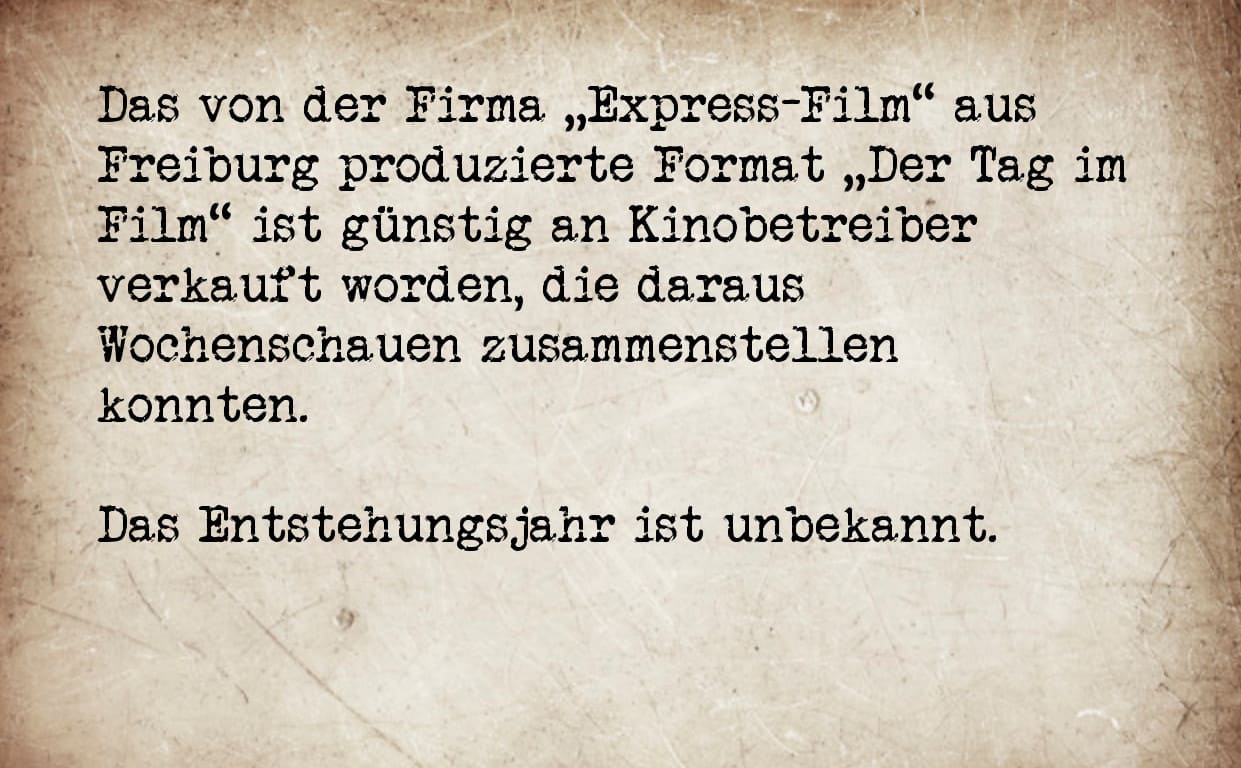 Das von der Firma „Express-Film“ aus
Freiburg produzierte Format „Der Tag im
Film“ ist günstig an Kinobetreiber
verkauft worden, die daraus
Wochenschauen zusammenstellen
konnten.
Das Entstehungsjahr ist unbekannt.